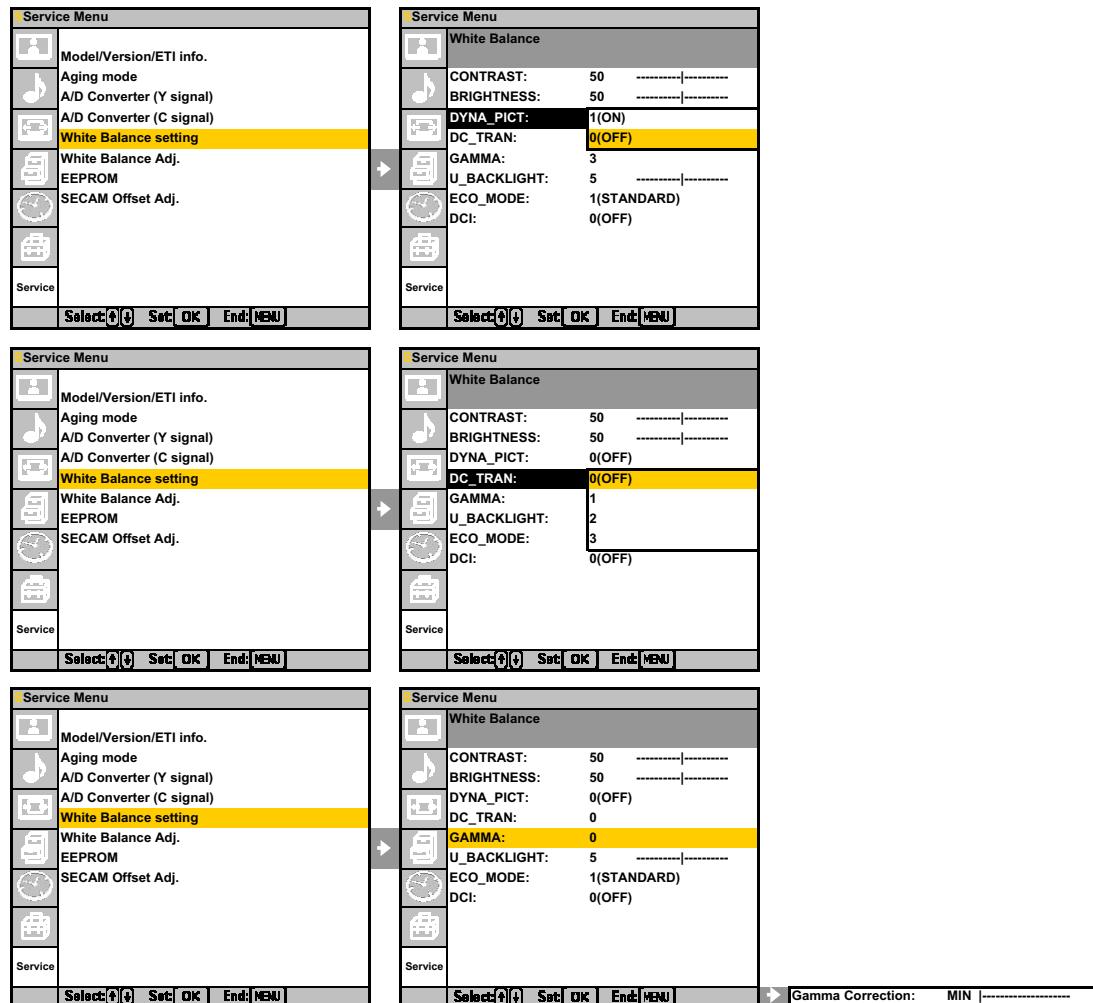 Service Menu
Model/Version/ETI info.
Aging mode
A/D Converter (Y signal)
A/D Converter (C signal)
White Balance setting
White Balance Adj.
EEPROM
SECAM Offset Adj.
Service
Select: Set: OK End: MENU
Service Menu
White Balance
CONTRAST: 50 ----------|----------
BRIGHTNESS: 50 ----------|----------
DYNA_PICT: 1(ON)
DC_TRAN: 0(OFF)
GAMMA: 3
U_BACKLIGHT: 5 ----------|----------
ECO_MODE: 1(STANDARD)
DCI: 0(OFF)
Service
Select: Set: OK End: MENU
Service Menu
Model/Version/ETI info.
Aging mode
A/D Converter (Y signal)
A/D Converter (C signal)
White Balance setting
White Balance Adj.
EEPROM
SECAM Offset Adj.
Service
Select: Set: OK End: MENU
Service Menu
White Balance
CONTRAST: 50 ----------|----------
BRIGHTNESS: 50 ----------|----------
DYNA_PICT: 0(OFF)
DC_TRAN: 0(OFF)
GAMMA: 1
U_BACKLIGHT: 2
ECO_MODE: 3
DCI: 0(OFF)
Service
Select: Set: OK End: MENU
Service Menu
Model/Version/ETI info.
Aging mode
A/D Converter (Y signal)
A/D Converter (C signal)
White Balance setting
White Balance Adj.
EEPROM
SECAM Offset Adj.
Service
Select: Set: OK End: MENU
Service Menu
White Balance
CONTRAST: 50 ----------|----------
BRIGHTNESS: 50 ----------|----------
DYNA_PICT: 0(OFF)
DC_TRAN: 0
GAMMA: 0
U_BACKLIGHT: 5 ----------|----------
ECO_MODE: 1(STANDARD)
DCI: 0(OFF)
Service
Select: Set: OK End: MENU
Gamma Correction: MIN |--------------------